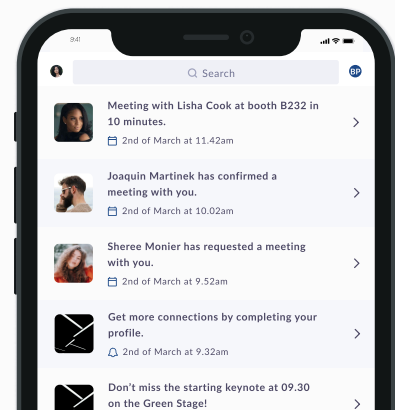 9:41
Search
BP
Meeting with Lisha Cook at booth B232 in
10 minutes.
2nd of March at 11.42am
Joaquin Martinek has confirmed a
meeting with you.
2nd of March at 10.02am
Sheree Monier has requested a meeting
with you.
2nd of March at 9.52am
Get more connections by completing your
profile.
2nd of March at 9.32am
Don’t miss the starting keynote at 09.30
on the Green Stage!